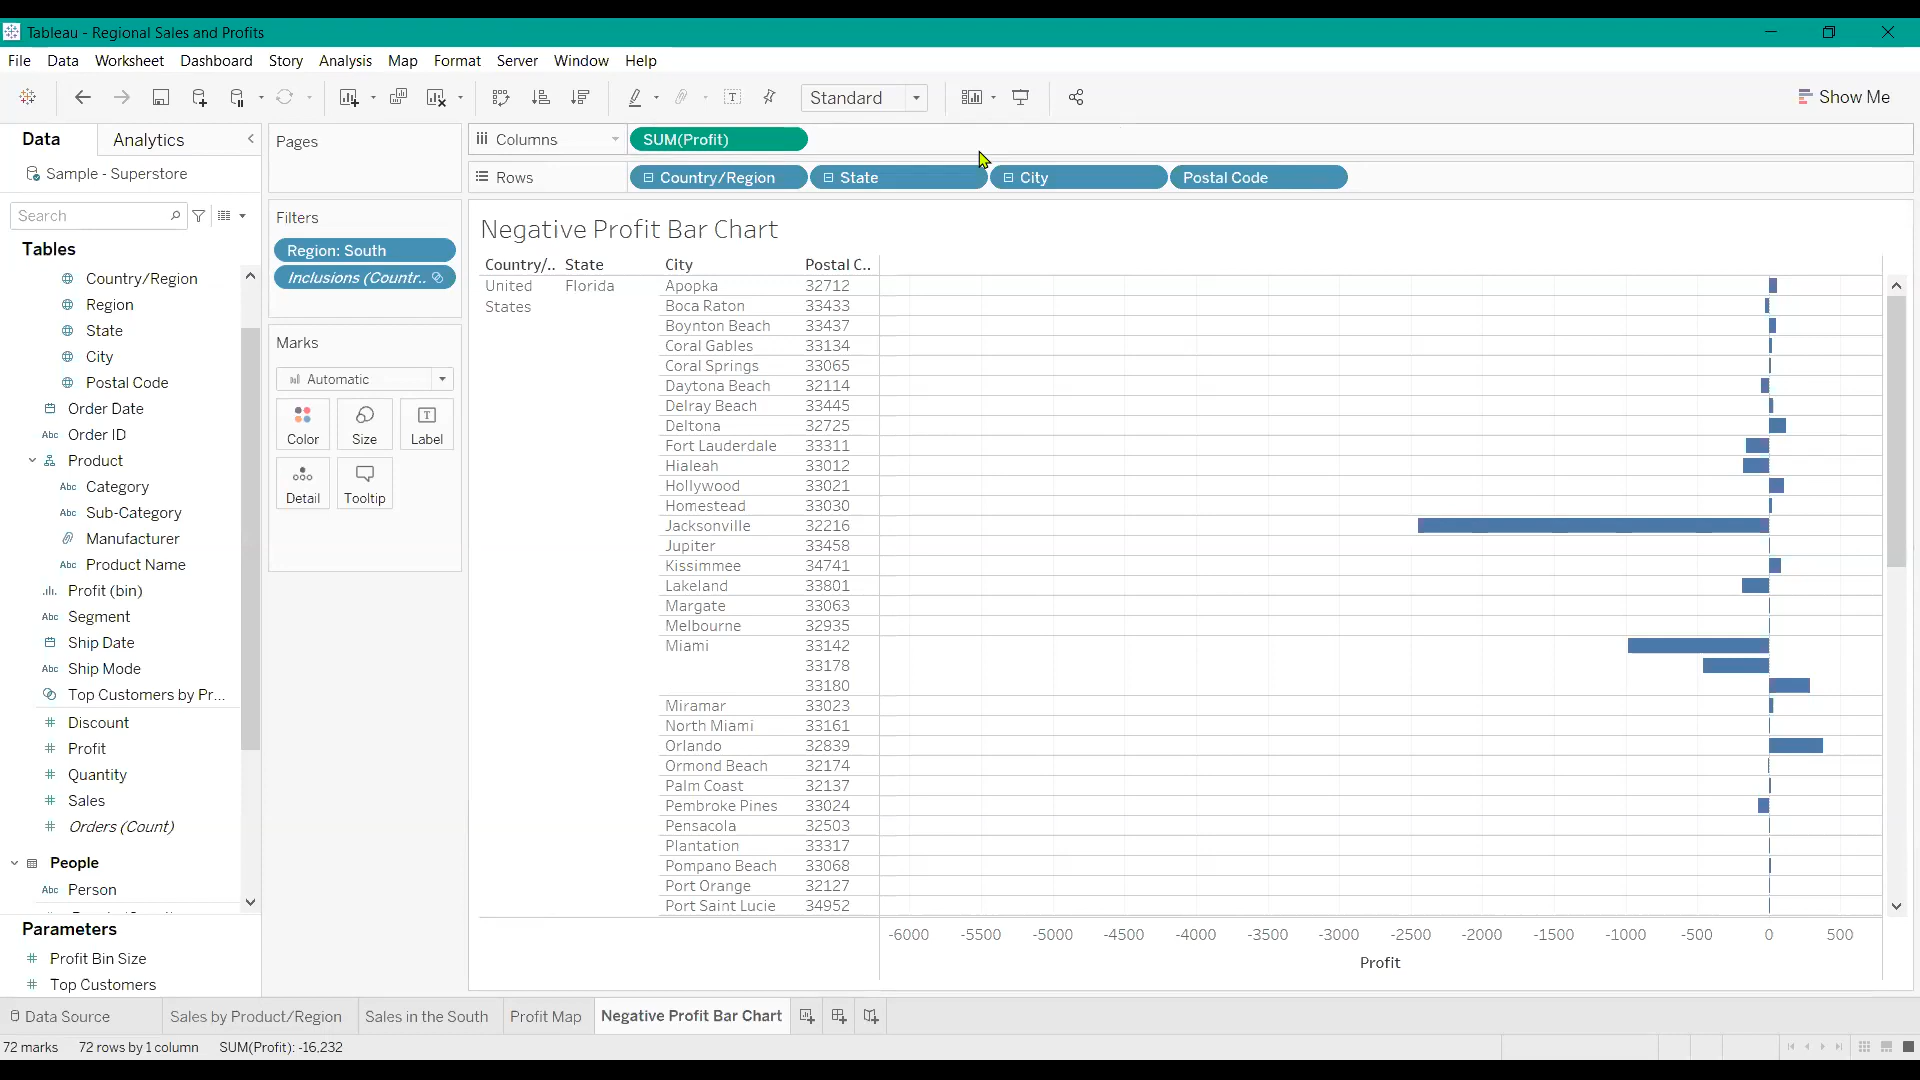 Tableau - Regional Sales and Profits
File Data Worksheet Dashboard Story Analysis Map Format Server Window Help
Standard
Show Me
Data Analytics
Sample - Superstore
Search
Tables
Country/Region
Region
State
City
Postal Code
Order Date
Abc Order ID
Product
Abc Category
Abc Sub-Category
Manufacturer
Abc Product Name
Profit (bin)
Abc Segment
Ship Date
Abc Ship Mode
Top Customers by Pr...
Discount
Profit
Quantity
Sales
Orders (Count)
People
Abc Person
Parameters
Profit Bin Size
Top Customers
Pages
Filters
Region: South
Inclusions (Countr..
Marks
Automatic
Color Size Label
Detail Tooltip
Columns SUM(Profit)
Rows Country/Region State City Postal Code
Negative Profit Bar Chart
Country/.. State City Postal C..
United States Florida Apopka 32712
Boca Raton 33433
Boynton Beach 33437
Coral Gables 33134
Coral Springs 33065
Daytona Beach 32114
Delray Beach 33445
Deltona 32725
Fort Lauderdale 33311
Hialeah 33012
Hollywood 33021
Homestead 33030
Jacksonville 32216
Jupiter 33458
Kissimmee 34741
Lakeland 33801
Margate 33063
Melbourne 32935
Miami 33142
33178
33180
Miramar 33023
North Miami 33161
Orlando 32839
Ormond Beach 32174
Palm Coast 32137
Pembroke Pines 33024
Pensacola 32503
Plantation 33317
Pompano Beach 33068
Port Orange 32127
Port Saint Lucie 34952
-6000 -5500 -5000 -4500 -4000 -3500 -3000 -2500 -2000 -1500 -1000 -500 0 500
Profit
Data Source Sales by Product/Region Sales in the South Profit Map Negative Profit Bar Chart
72 marks 72 rows by 1 column SUM(Profit): -16,232